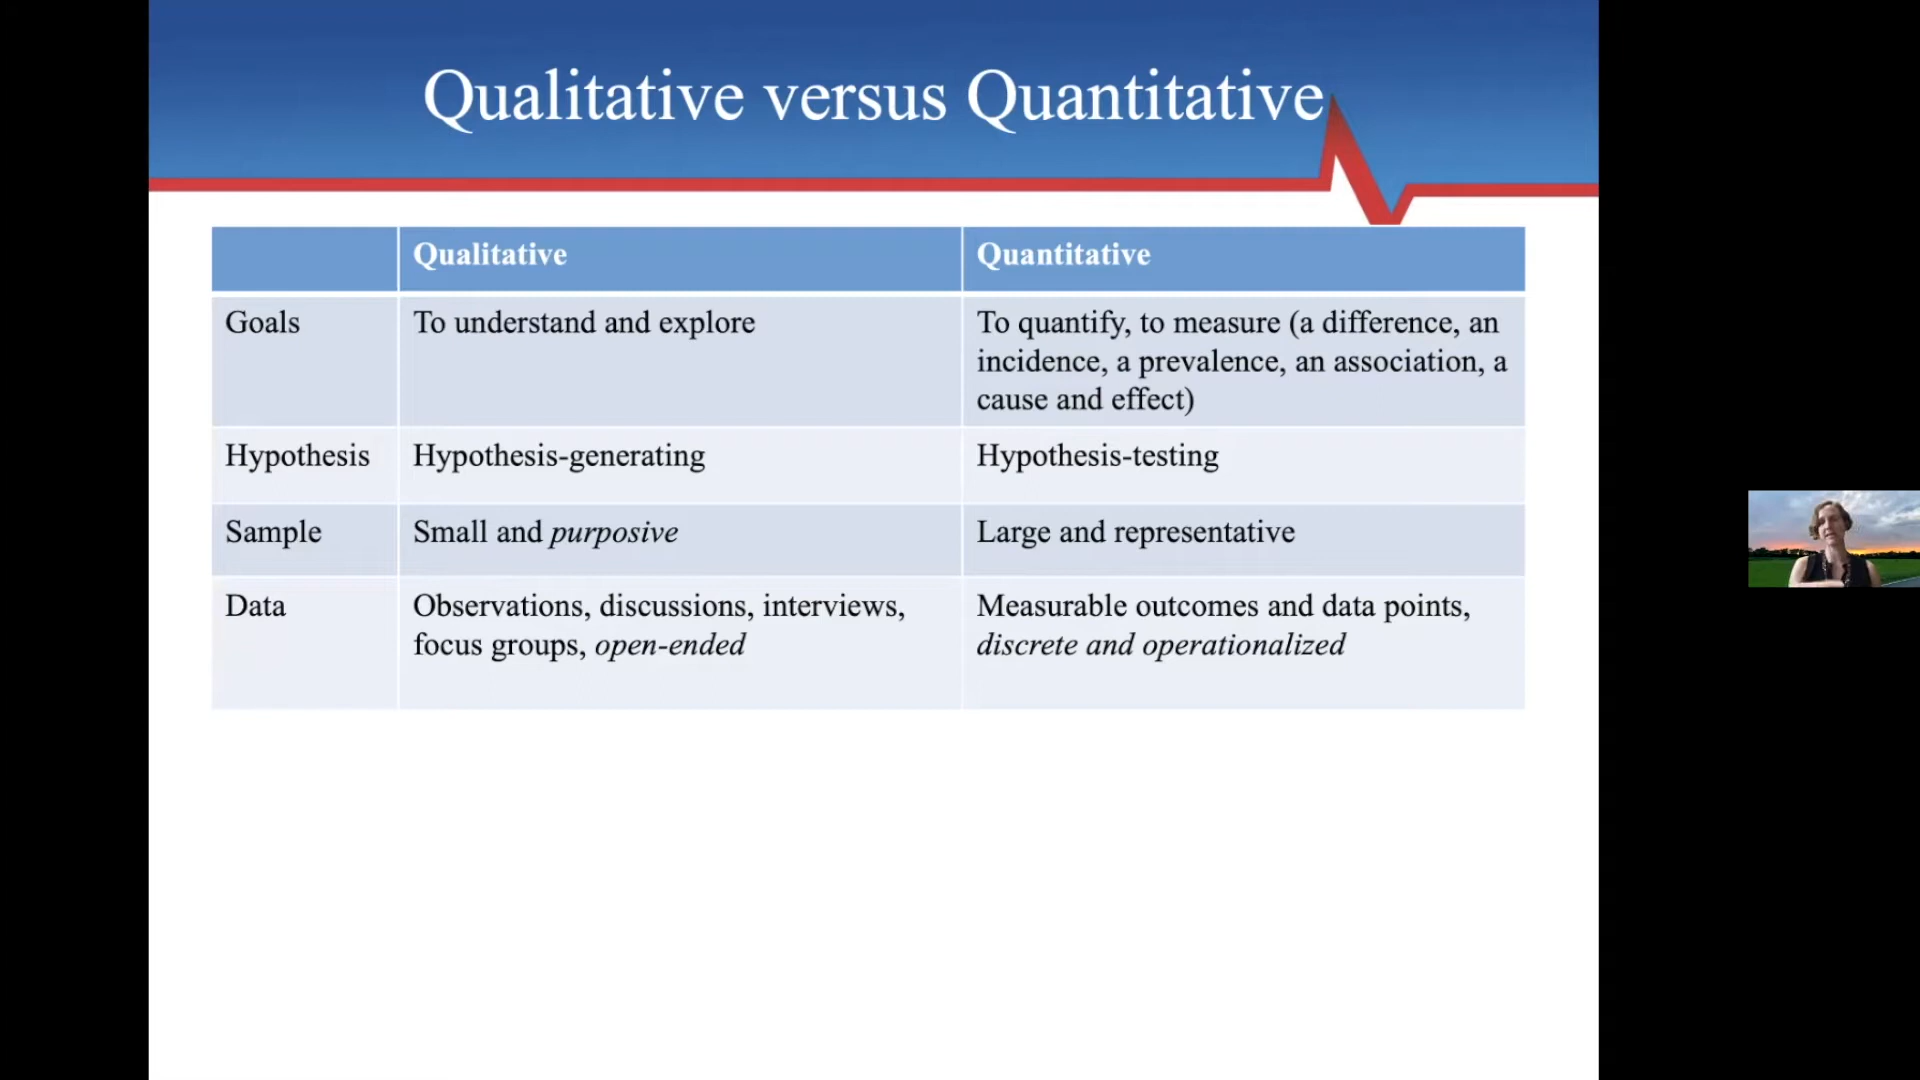 Qualitative versus Quantitative
Qualitative
Quantitative
Goals
To understand and explore
To quantify, to measure (a difference, an
incidence, a prevalence, an association, a
cause and effect)
Hypothesis
Hypothesis-generating
Hypothesis-testing
Sample
Small and purposive
Large and representative
Data
Observations, discussions, interviews,
focus groups, open-ended
Measurable outcomes and data points,
discrete and operationalized